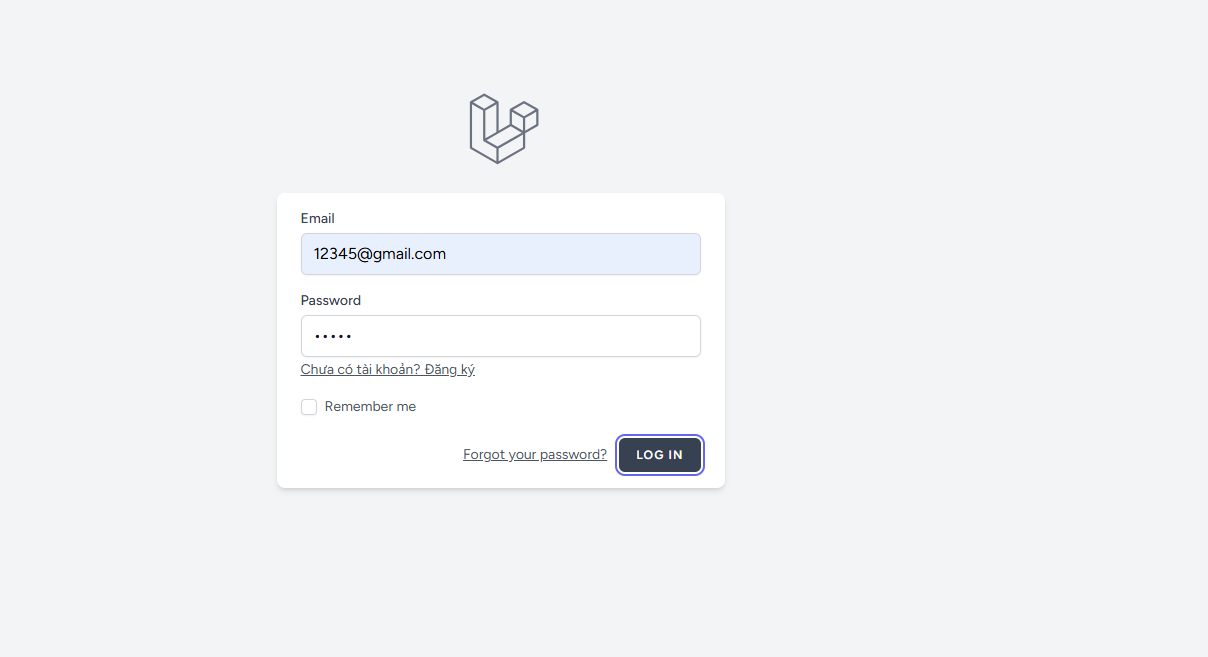 Email
12345@gmail.com
Password
•••••
Chưa có tài khoản? Đăng ký
Remember me
Forgot your password? LOG IN